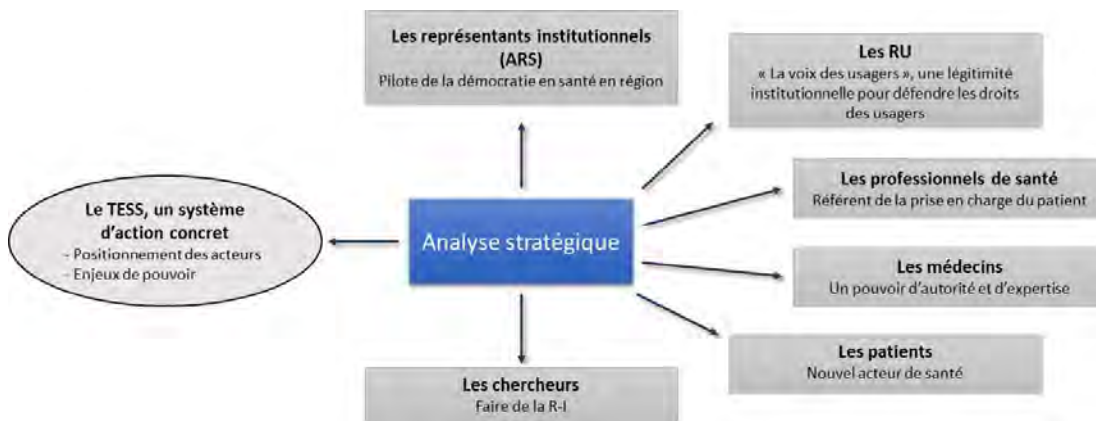 Les représentants institutionnels
(ARS)
Pilote de la démocratie en santé en région
Les RU
« La voix des usagers », une légitimité
institutionnelle pour défendre les droits
des usagers
Les professionnels de santé
Référent de la prise en charge du patient
Le TESS, un système
d'action concret
- Positionnement des acteurs
- Enjeux de pouvoir
Analyse stratégique
Les médecins
Un pouvoir d'autorité et d'expertise
Les patients
Nouvel acteur de santé
Les chercheurs
Faire de la R-I